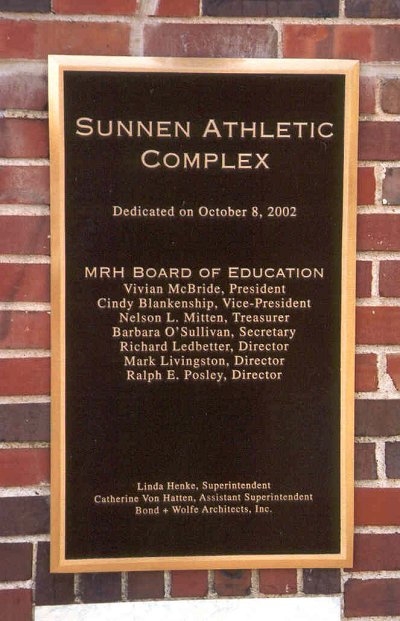 SUNNEN ATHLETIC
COMPLEX
Dedicated on October 8, 2002
MRH BOARD OF EDUCATION
Vivian McBride, President
Cindy Blankenship, Vice-President
Nelson L. Mitten, Treasurer
Barbara O'Sullivan, Secretary
Richard Ledbetter, Director
Mark Livingston, Director
Ralph E. Posley, Director
Linda Henke, Superintendent
Catherine Von Hatten, Assistant Superintendent
Bond + Wolfe Architects, Inc.